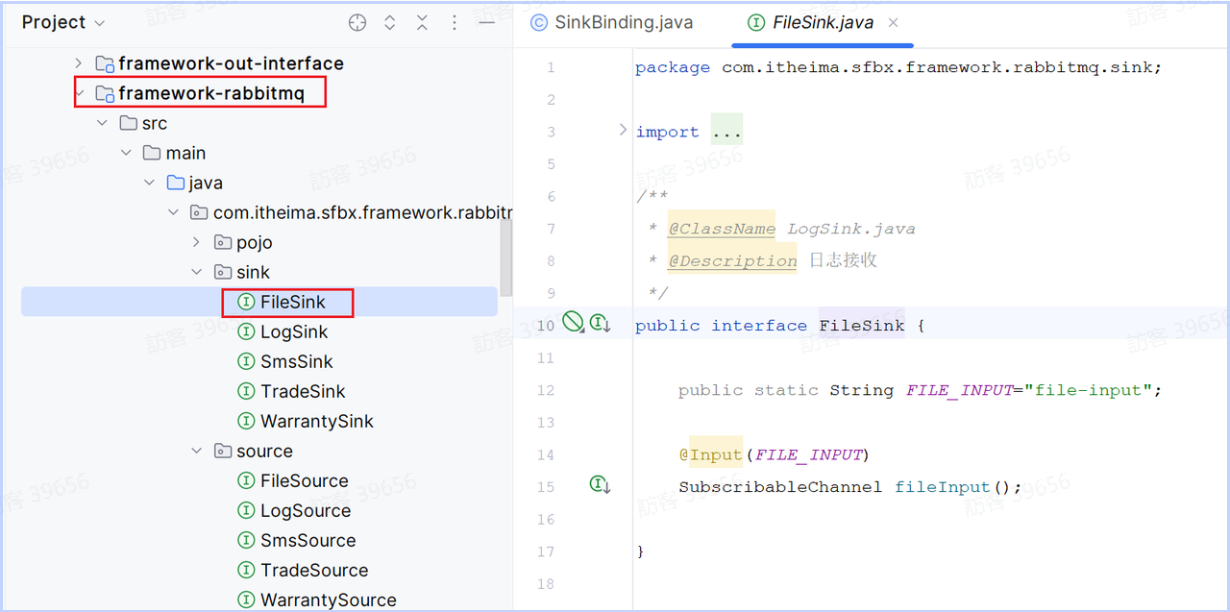 Project
framework-out-interface
framework-rabbitmq
src
main
java
com.itheima.sfbx.framework.rabbitr
pojo
sink
FileSink
LogSink
SmsSink
TradeSink
WarrantySink
source
FileSource
LogSource
SmsSource
TradeSource
WarrantySource
SinkBinding.java
FileSink.java
1 package com.itheima.sfbx.framework.rabbitmq.sink;
2
3 import ...
5
6 /**
7 * @ClassName LogSink.java
8 * @Description 日志接收
9 */
10 public interface FileSink {
11
12 public static String FILE_INPUT="file-input";
13
14 @Input(FILE_INPUT)
15 SubscribableChannel fileInput();
16
17 }
18
訪客 39656